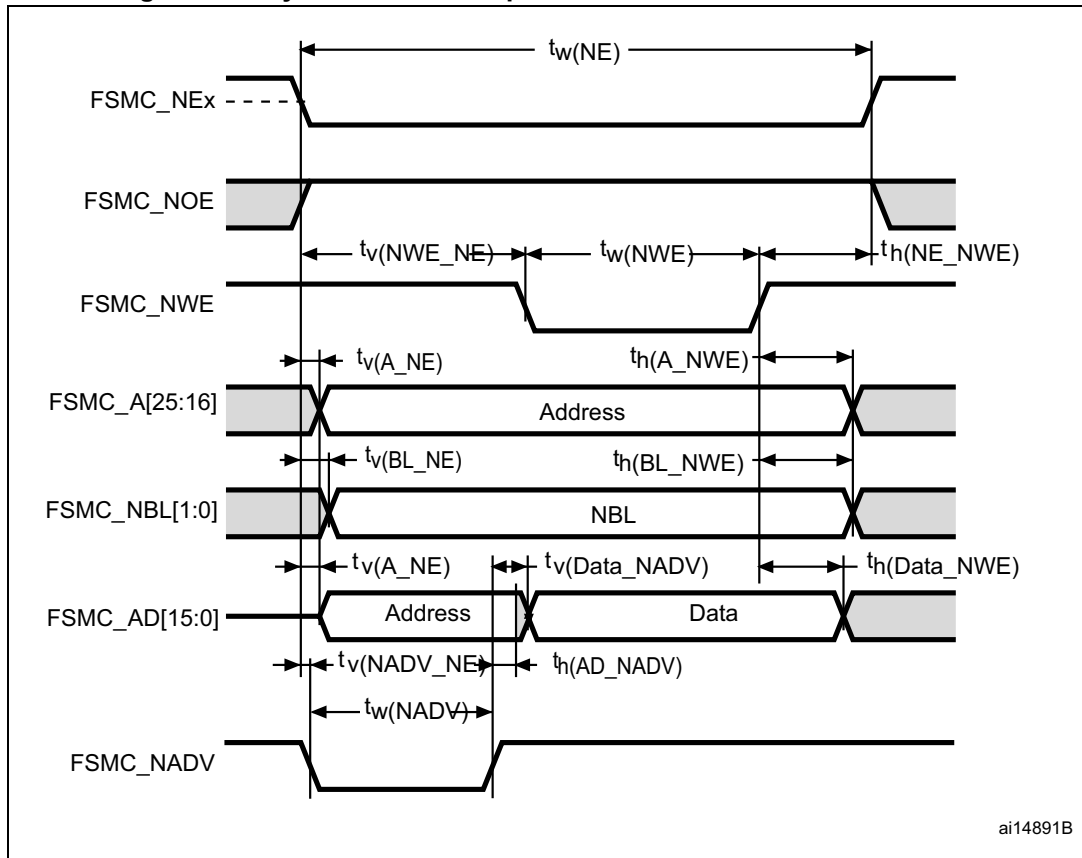 tw(NE)
FSMC_NEx
FSMC_NOE
tv(NWE_NE) tw(NWE) th(NE_NWE)
FSMC_NWE
tv(A_NE) th(A_NWE)
FSMC_A[25:16] Address
tv(BL_NE) th(BL_NWE)
FSMC_NBL[1:0] NBL
tv(A_NE) tv(Data_NADV) th(Data_NWE)
FSMC_AD[15:0] Address Data
tv(NADV_NE) th(AD_NADV)
tw(NADV)
FSMC_NADV
ai14891B